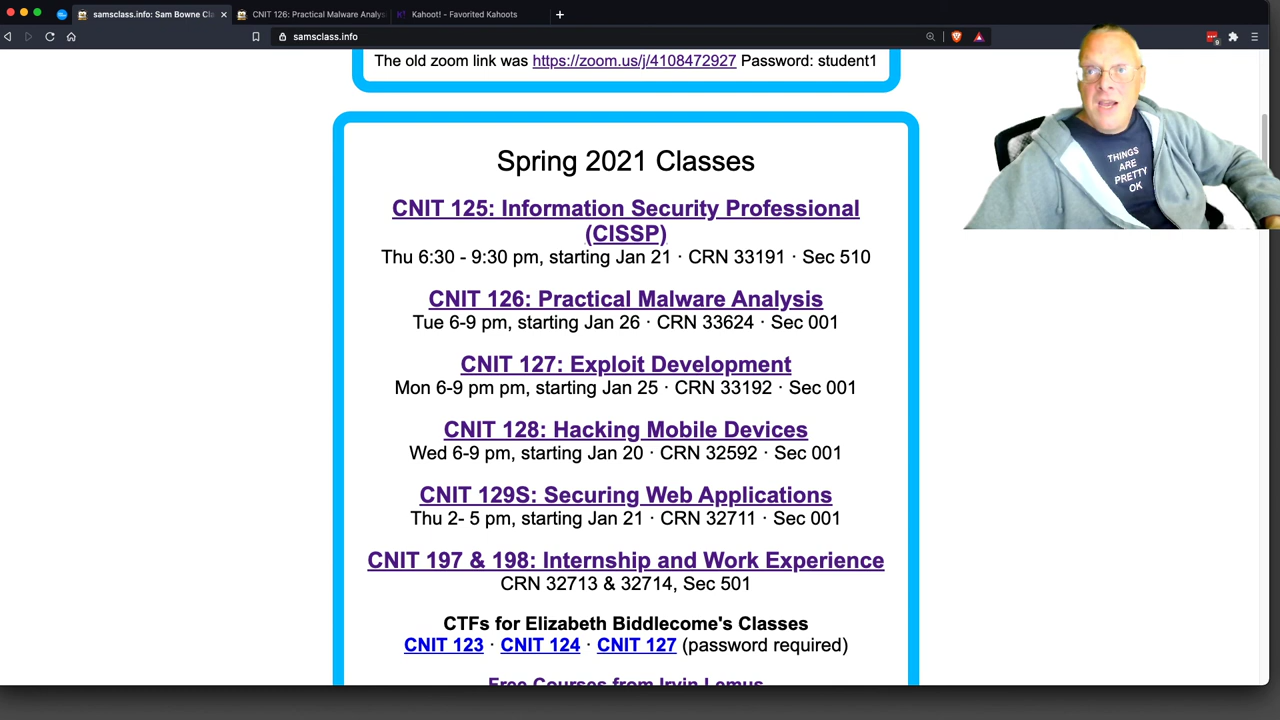 samsclass.info: Sam Bowne Cla
CNIT 126: Practical Malware Analys
Kahoot! - Favorited Kahoots
samsclass.info
The old zoom link was https://zoom.us/j/4108472927 Password: student1
Spring 2021 Classes
CNIT 125: Information Security Professional
(CISSP)
Thu 6:30 - 9:30 pm, starting Jan 21 · CRN 33191 · Sec 510
CNIT 126: Practical Malware Analysis
Tue 6-9 pm, starting Jan 26 · CRN 33624 · Sec 001
CNIT 127: Exploit Development
Mon 6-9 pm pm, starting Jan 25 · CRN 33192 · Sec 001
CNIT 128: Hacking Mobile Devices
Wed 6-9 pm, starting Jan 20 · CRN 32592 · Sec 001
CNIT 129S: Securing Web Applications
Thu 2- 5 pm, starting Jan 21 · CRN 32711 · Sec 001
CNIT 197 & 198: Internship and Work Experience
CRN 32713 & 32714, Sec 501
CTFs for Elizabeth Biddlecome's Classes
CNIT 123 · CNIT 124 · CNIT 127 (password required)
Free Courses from Irvin Lemus
THINGS
ARE
PRETTY
OK